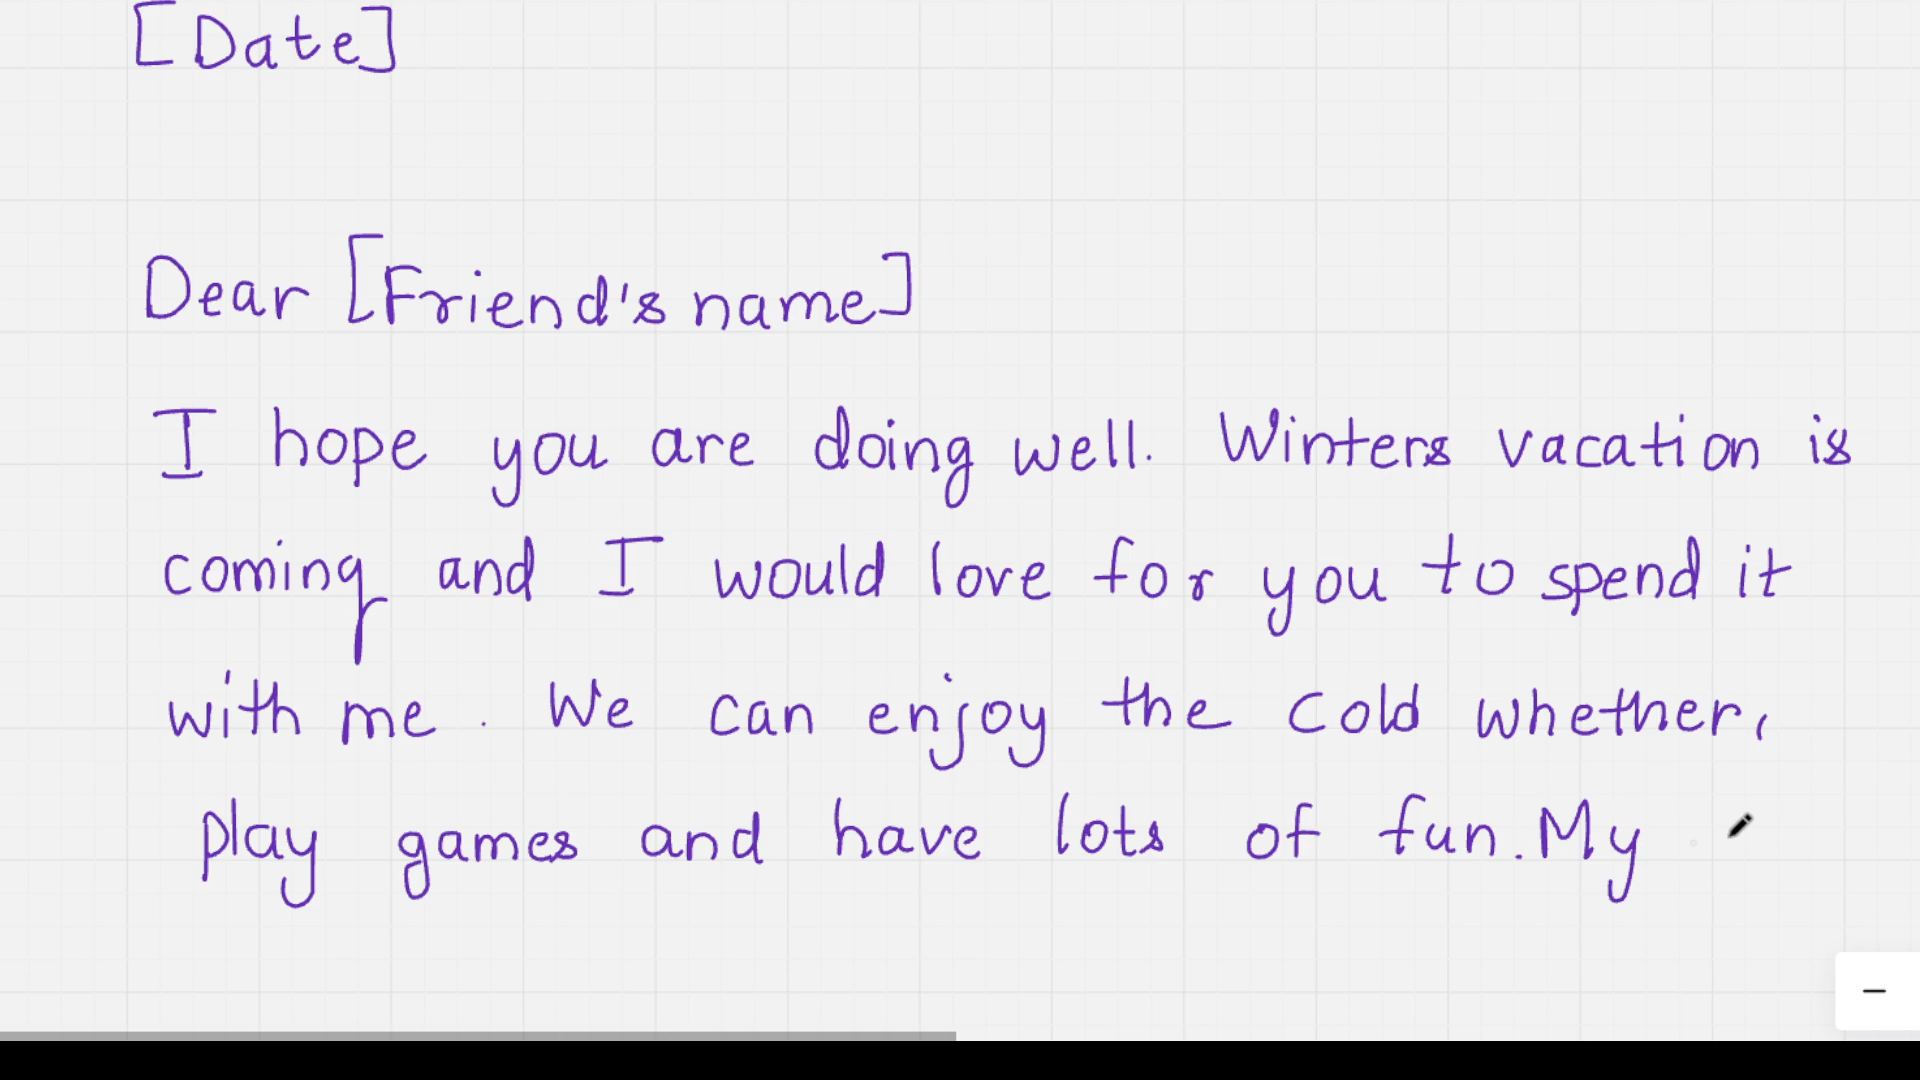 [Date]
Dear [Friend's name]
I hope you are doing well. Winters vacation is
coming and I would love for you to spend it
with me. We can enjoy the cold whether,
play games and have lots of fun. My